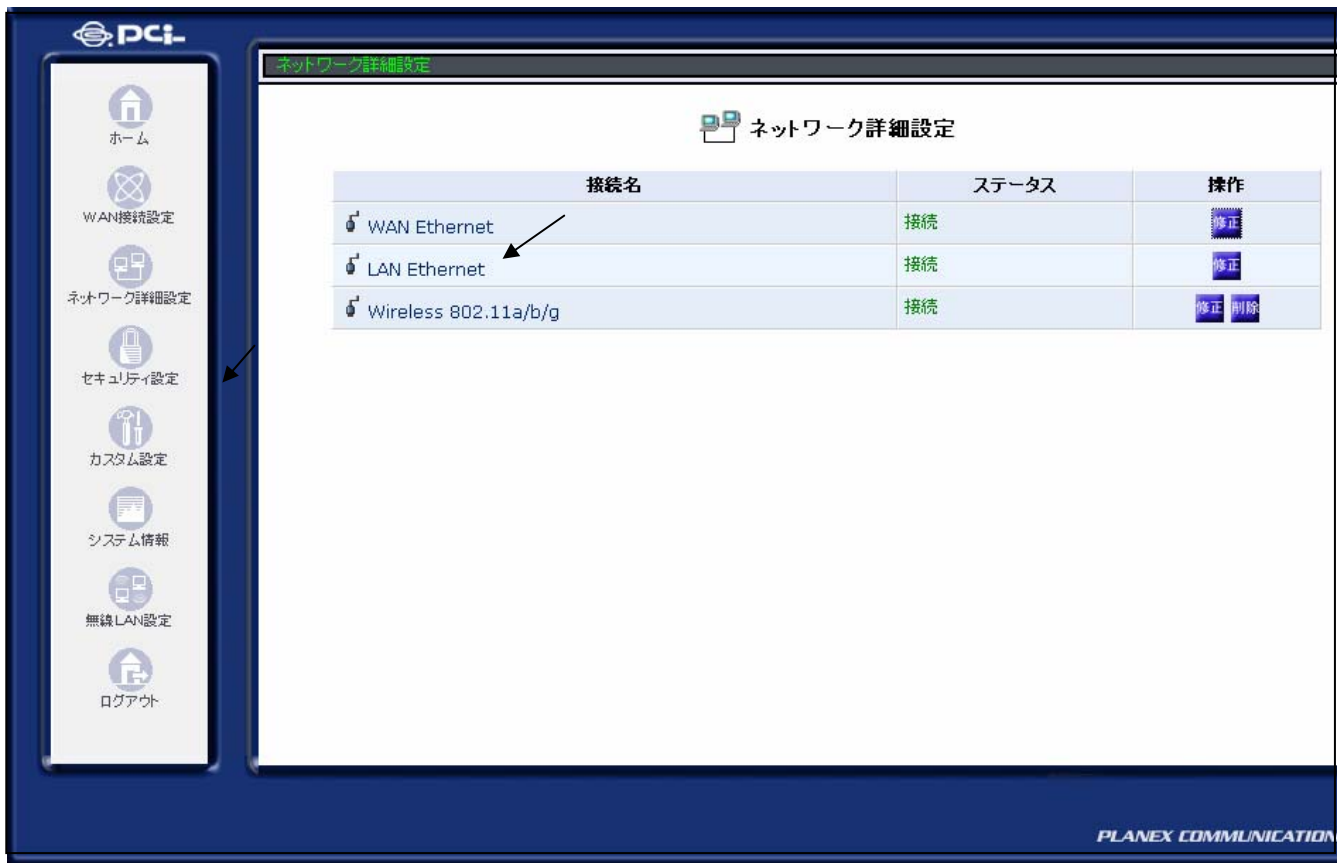 PCi
ホーム
WAN接続設定
ネットワーク詳細設定
セキュリティ設定
カスタム設定
システム情報
無線LAN設定
ログアウト
ネットワーク詳細設定
ネットワーク詳細設定
接続名 ステータス 操作
WAN Ethernet 接続 修正
LAN Ethernet 接続 修正
Wireless 802.11a/b/g 接続 修正 削除
PLANEX COMMUNICATION